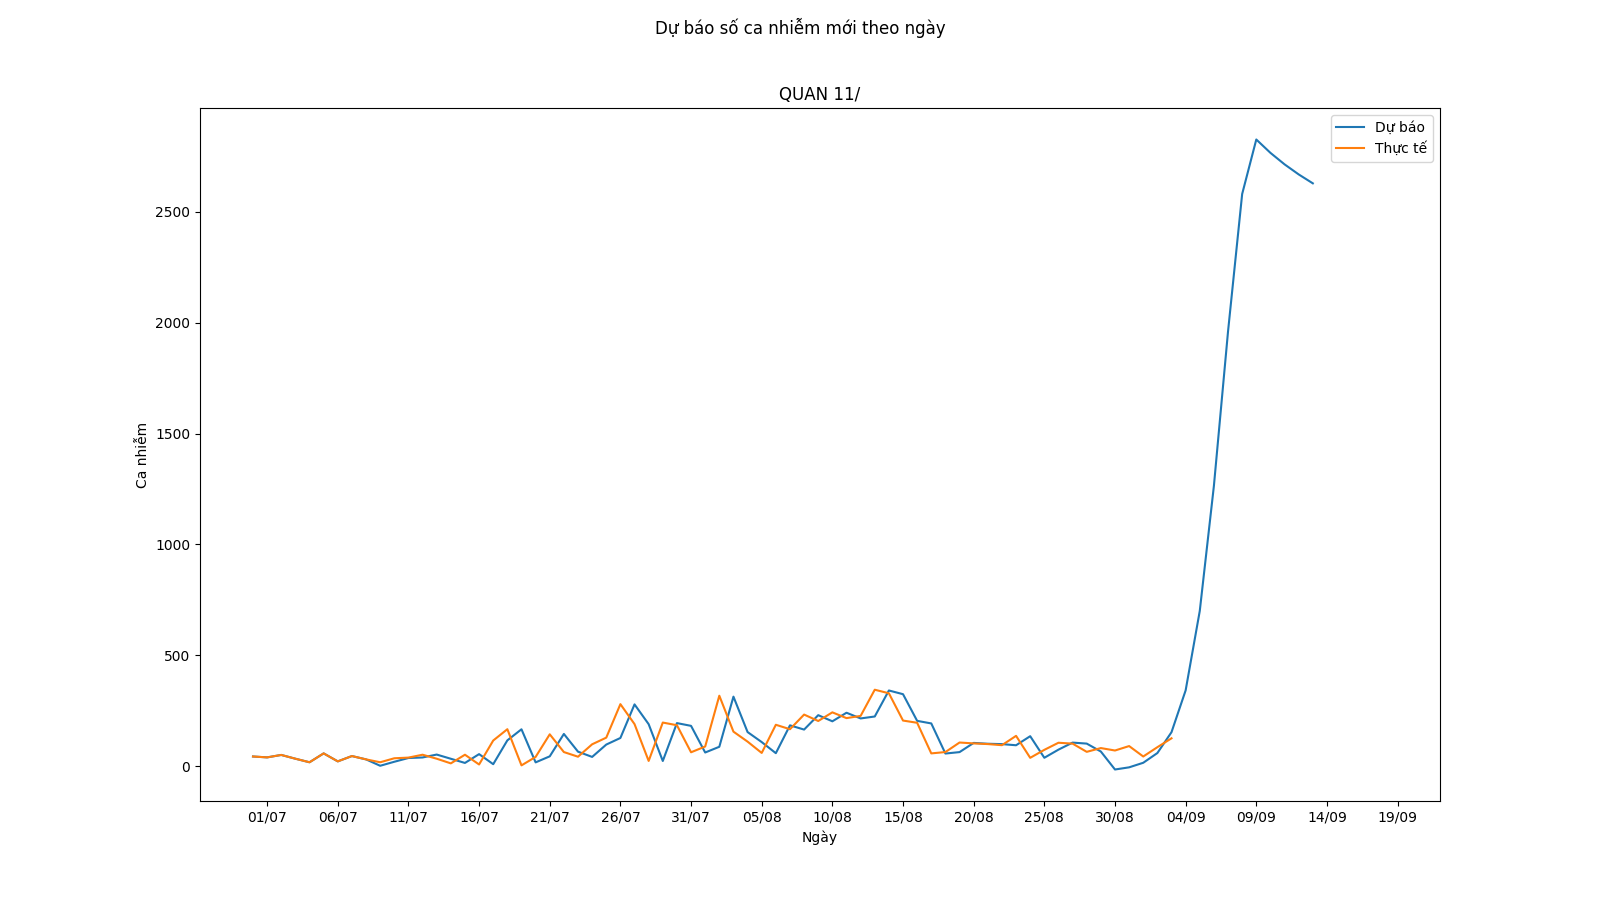 Dự báo số ca nhiễm mới theo ngày
QUAN 11/
Dự báo
Thực tế
2500
2000
1500
1000
500
0
Ca nhiễm
01/07 06/07 11/07 16/07 21/07 26/07 31/07 05/08 10/08 15/08 20/08 25/08 30/08 04/09 09/09 14/09 19/09
Ngày